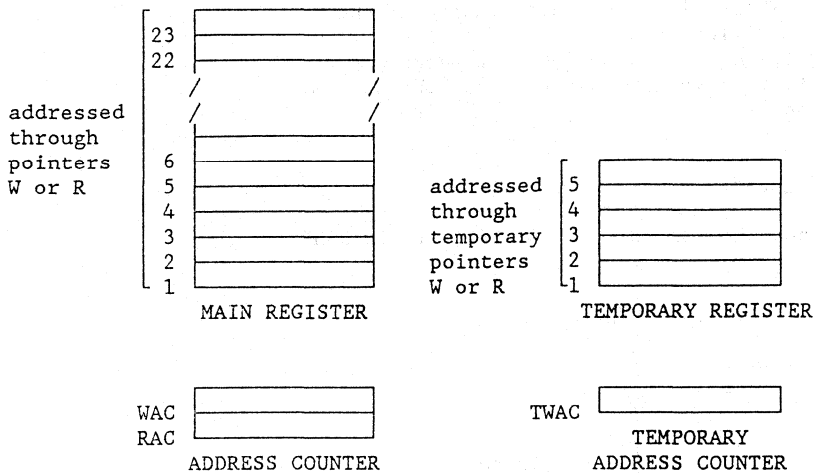 23
22
addressed
through
pointers
W or R
6
5
4
3
2
1
MAIN REGISTER
addressed
through
temporary
pointers
W or R
5
4
3
2
1
TEMPORARY REGISTER
WAC
RAC
ADDRESS COUNTER
TWAC
TEMPORARY
ADDRESS COUNTER